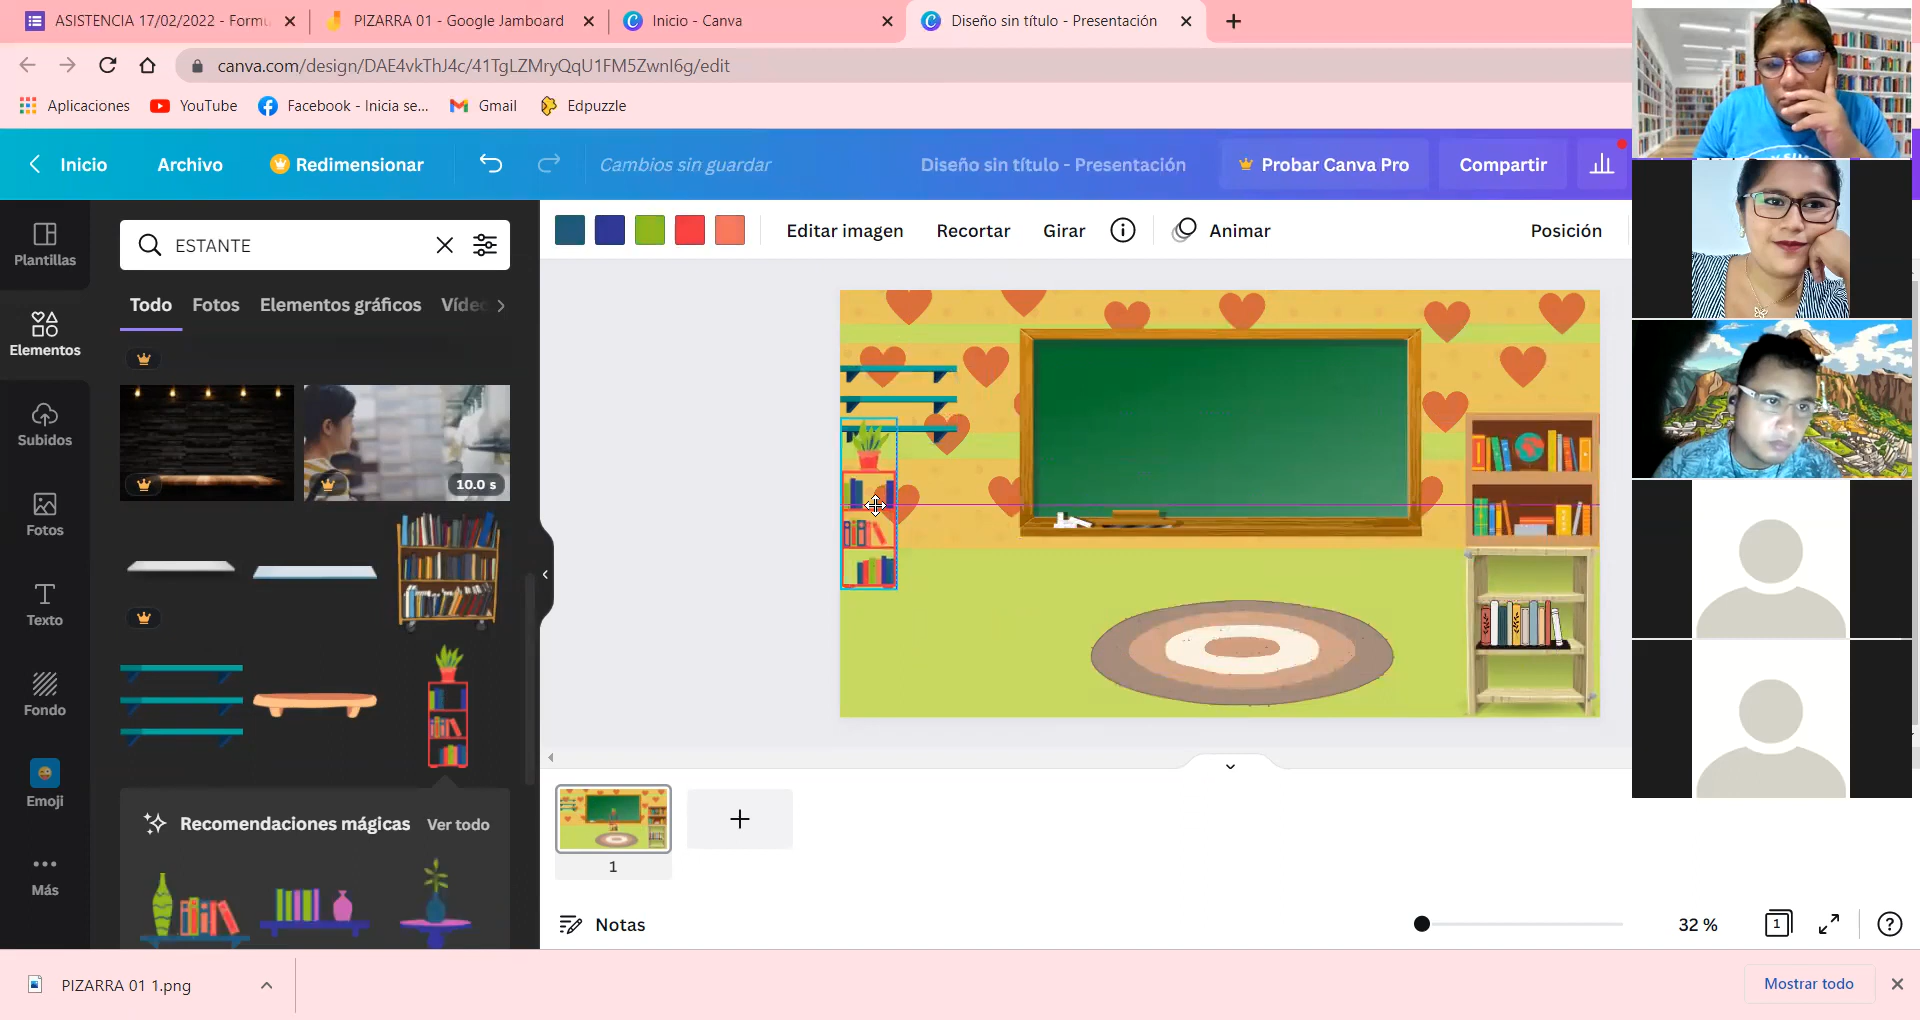 ASISTENCIA 17/02/2022 - Formu
PIZARRA 01 - Google Jamboard
Inicio - Canva
Diseño sin título - Presentación
canva.com/design/DAE4vkThJ4c/41TgLZMryQqU1FM5ZwnI6g/edit
Aplicaciones
YouTube
Facebook - Inicia se...
Gmail
Edpuzzle
Inicio
Archivo
Redimensionar
Cambios sin guardar
Diseño sin título - Presentación
Probar Canva Pro
Compartir
Plantillas
Elementos
Subidos
Fotos
Texto
Fondo
Emoji
Más
ESTANTE
Todo
Fotos
Elementos gráficos
Vídeo
10.0 s
Recomendaciones mágicas
Ver todo
Editar imagen
Recortar
Girar
Animar
Posición
1
Notas
32 %
1
PIZARRA 01 1.png
Mostrar todo